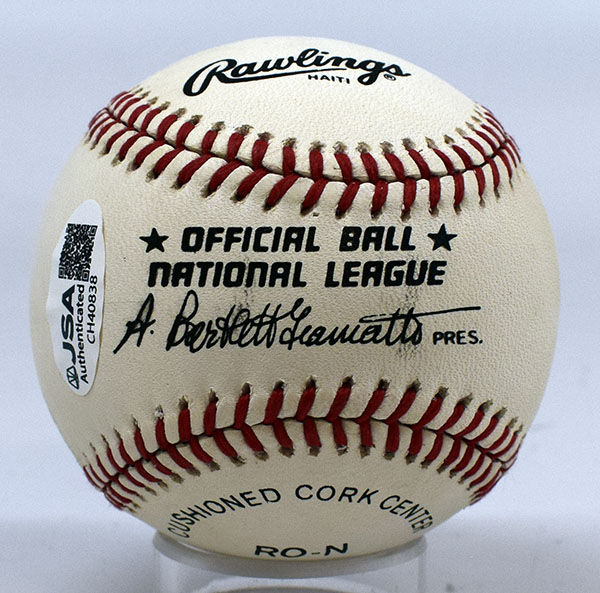 Rawlings ®
HAITI
★ OFFICIAL BALL ★
NATIONAL LEAGUE
A. Bartlett Giamatti PRES.
CUSHIONED CORK CENTER
RO-N
JSA
Authenticated
CH40838